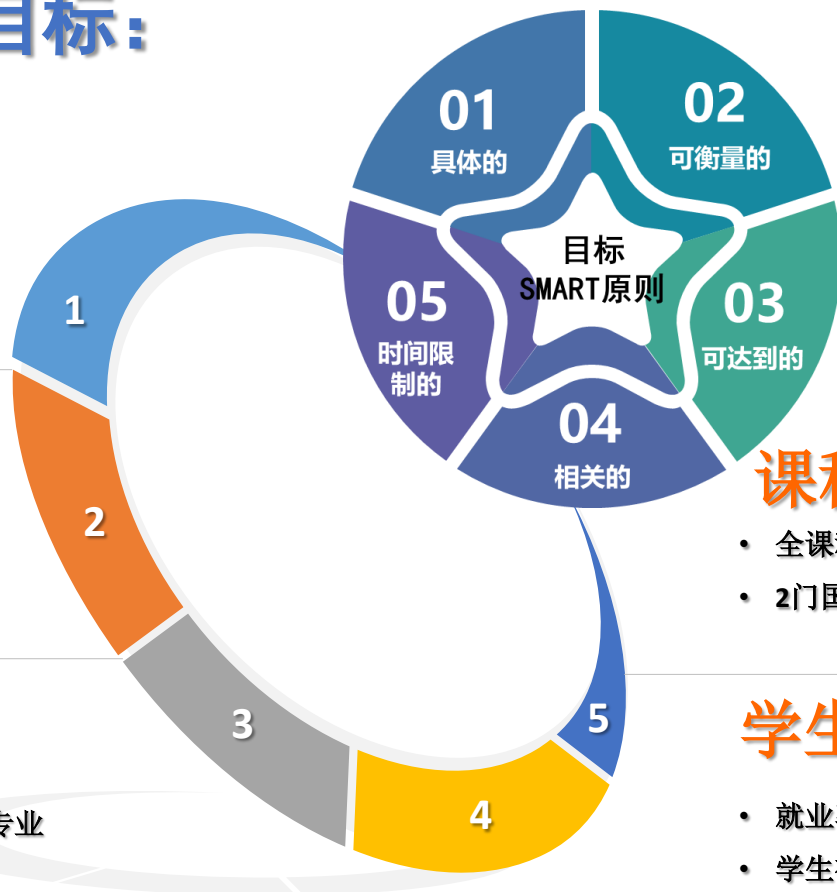 目标：
01
具体的
02
可衡量的
目标
SMART原则
03
可达到的
04
相关的
05
时间限
制的
1
2
3
4
5
课程
• 全课
• 2门
学生
• 就业
• 学生
专业